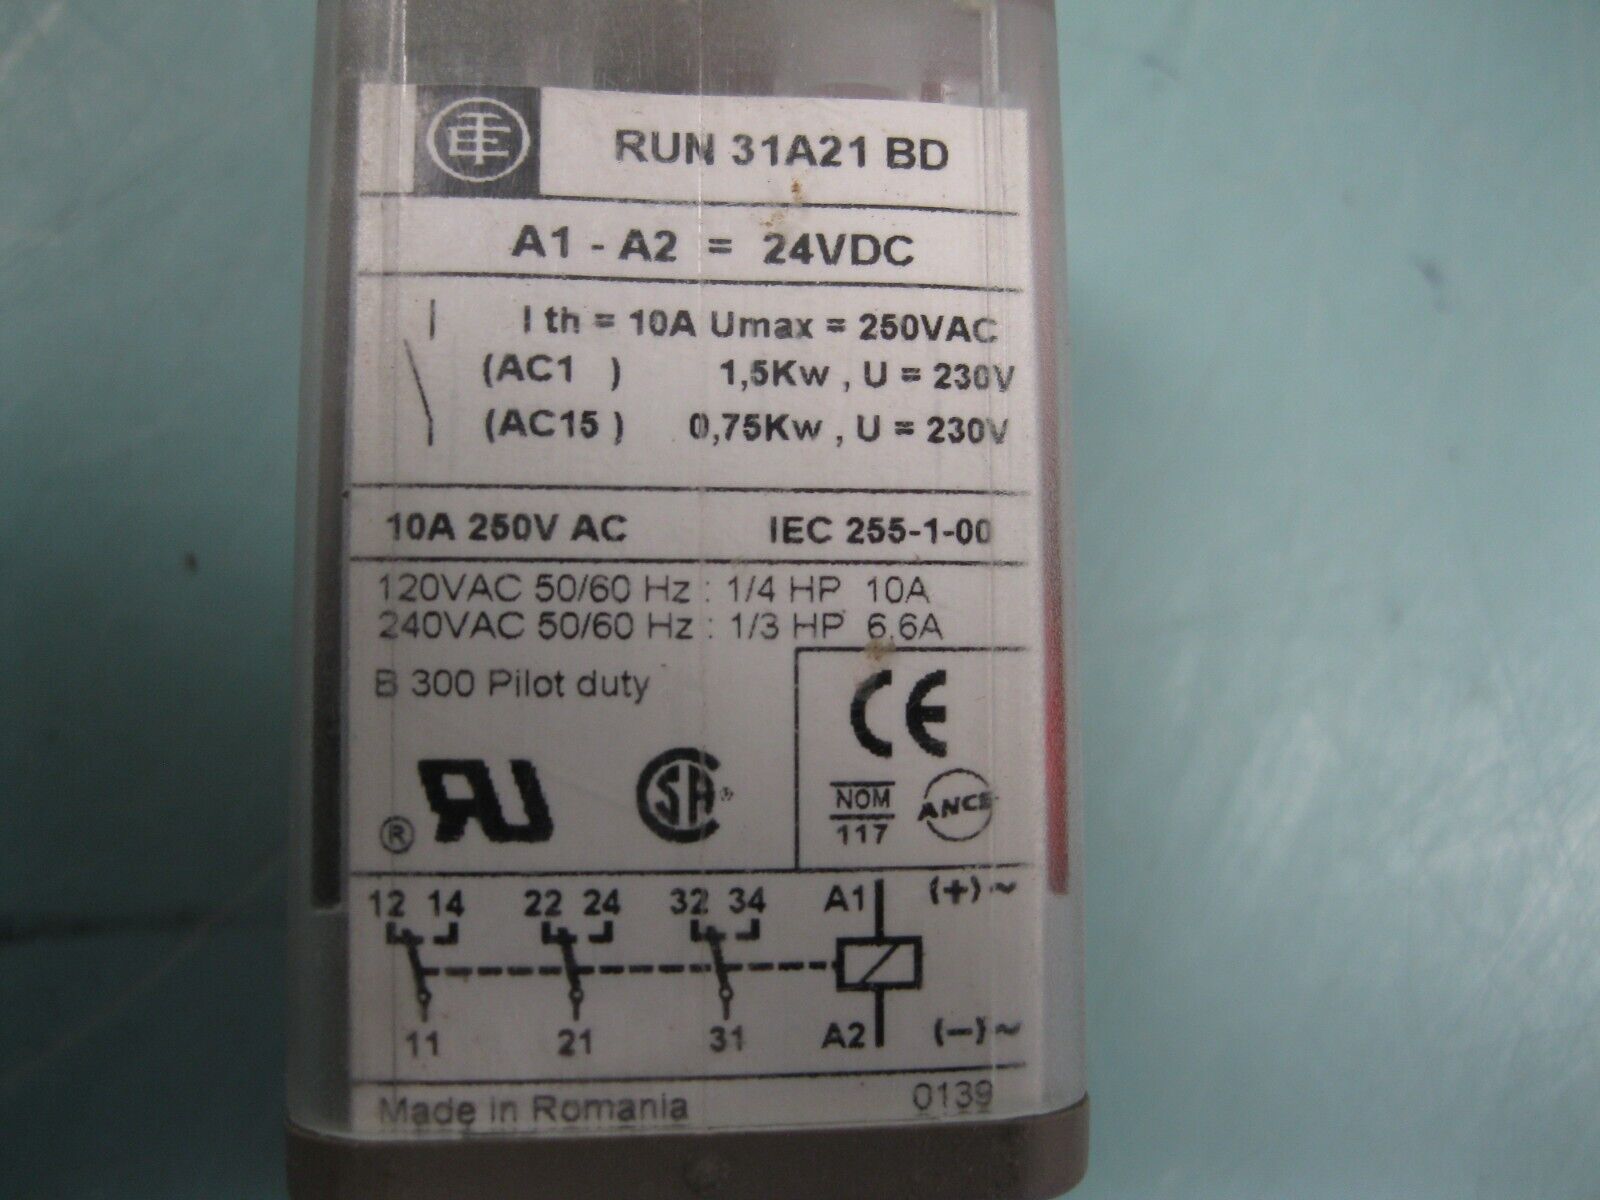 RUN 31A21 BD
A1 - A2 = 24VDC
I th = 10A Umax = 250VAC
(AC1 ) 1,5Kw , U = 230V
(AC15 ) 0,75Kw , U = 230V
10A 250V AC IEC 255-1-00
120VAC 50/60 Hz : 1/4 HP 10A
240VAC 50/60 Hz : 1/3 HP 6,6A
B 300 Pilot duty
CE
® RU SA®
NOM
117
ANCE
12 14 22 24 32 34 A1 (+) ~
11 21 31 A2 (–) ~
Made in Romania 0139